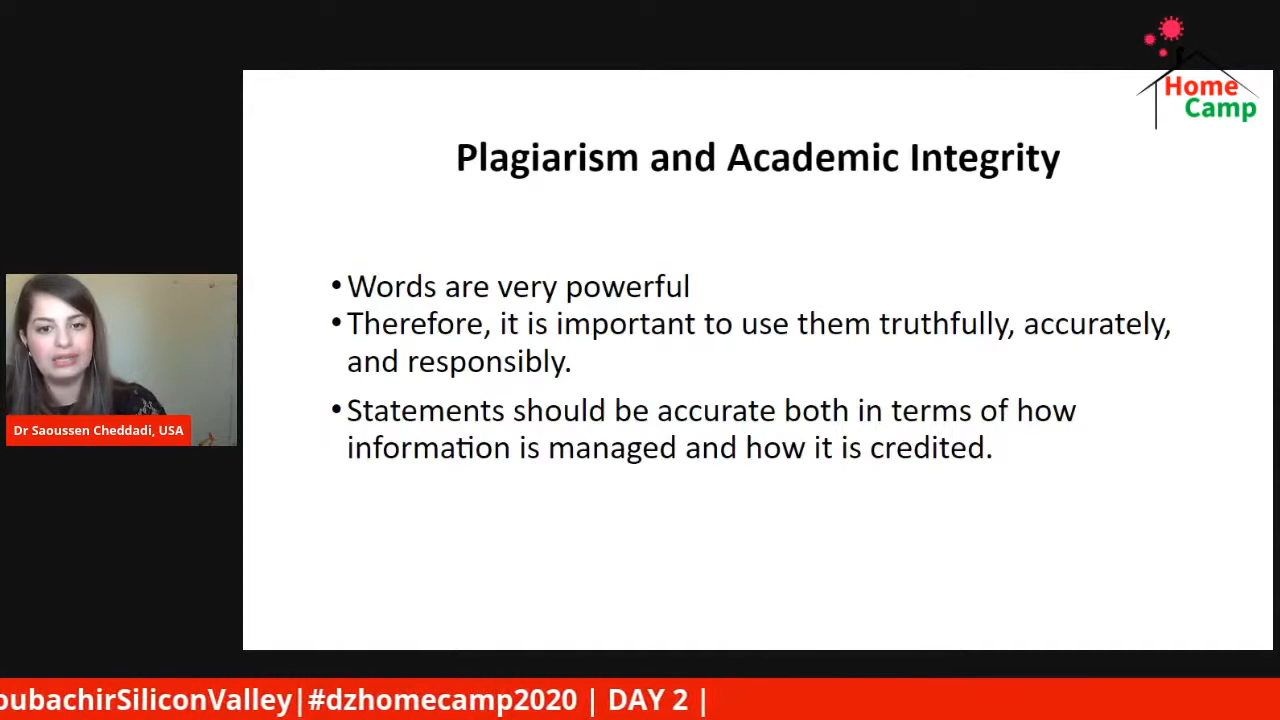 Home
Camp
Plagiarism and Academic Integrity
•Words are very powerful
•Therefore, it is important to use them truthfully, accurately,
and responsibly.
•Statements should be accurate both in terms of how
information is managed and how it is credited.
Dr Saoussen Cheddadi, USA
oubachirSiliconValley|#dzhomecamp2020 | DAY 2 |